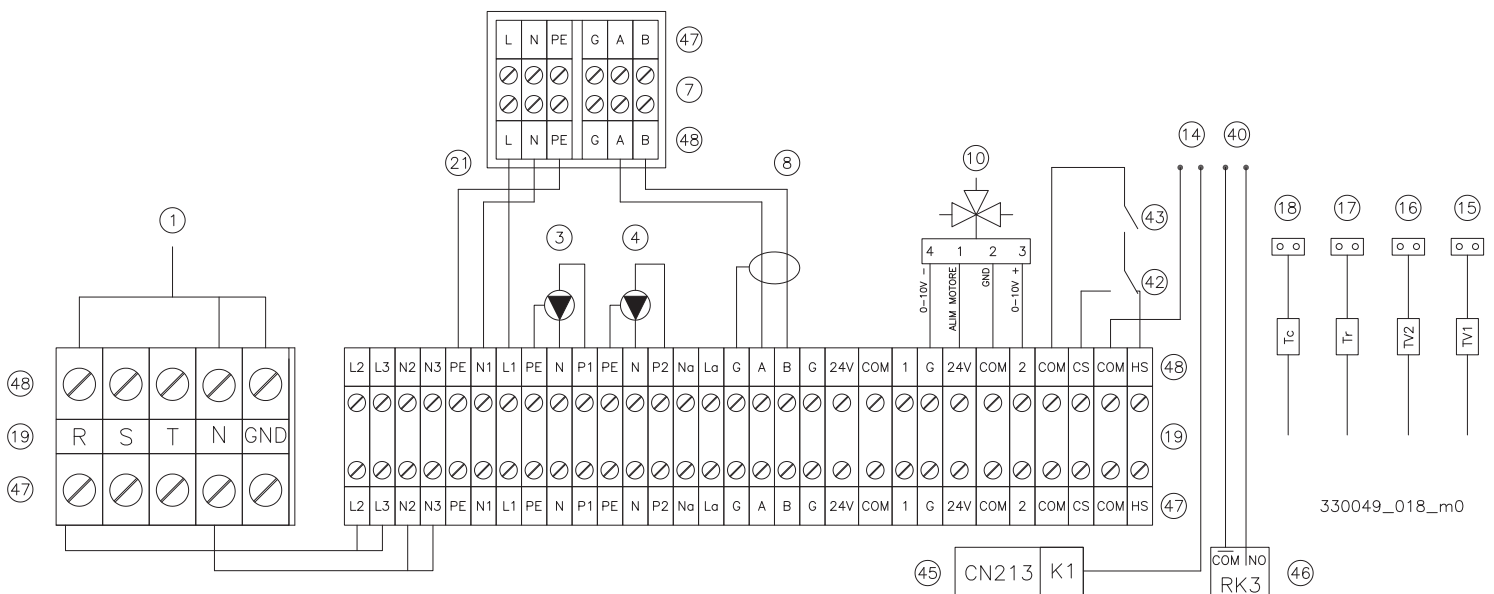 L N PE G A B 47
7
L N PE G A B 48
21 8 10 14 40
1 3 4 43 18 17 16 15
4 1 2 3
42
0-10V - ALIM MOTORE GND 0-10V +
Tc Tr TV2 TV1
48 L2 L3 N2 N3 PE N1 L1 PE N P1 PE N P2 Na La G A B G 24V COM 1 G 24V COM 2 COM CS COM HS 48
19 R S T N GND 19
47 L2 L3 N2 N3 PE N1 L1 PE N P1 PE N P2 Na La G A B G 24V COM 1 G 24V COM 2 COM CS COM HS 47
330049_018_m0
45 CN213 K1 COM NO 46
RK3